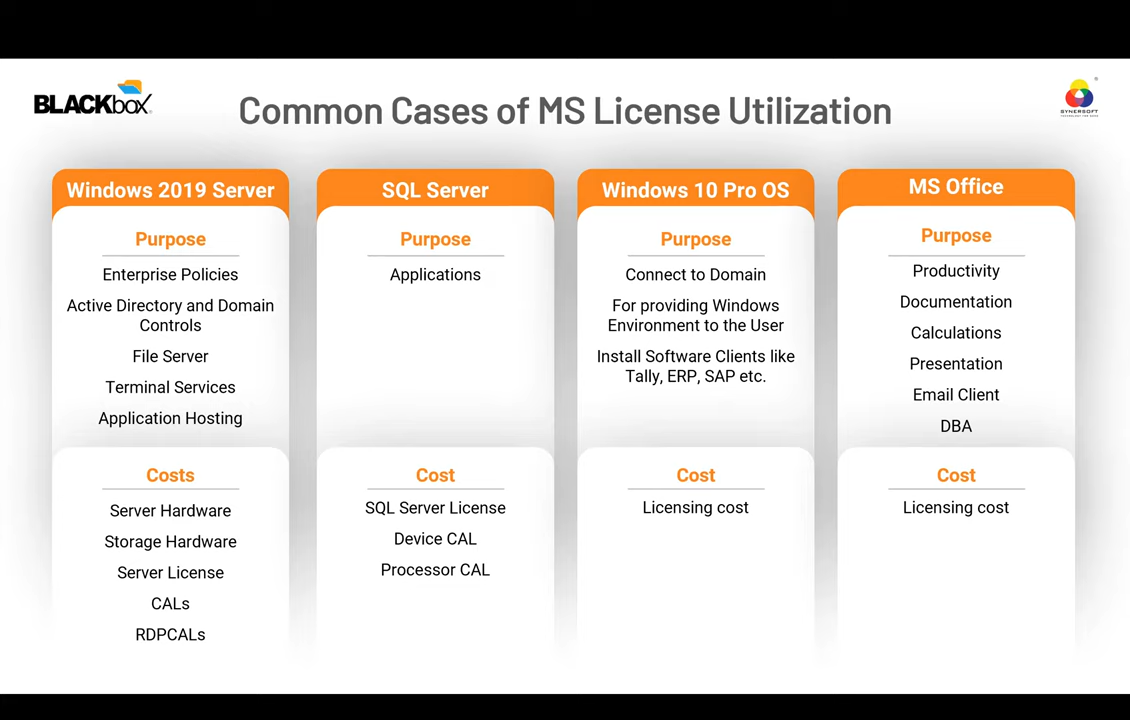 BLACKbox
Common Cases of MS License Utilization
SYNERSOFT
Windows 2019 Server
Purpose
Enterprise Policies
Active Directory and Domain
Controls
File Server
Terminal Services
Application Hosting
Costs
Server Hardware
Storage Hardware
Server License
CALs
RDPCALs
SQL Server
Purpose
Applications
Cost
SQL Server License
Device CAL
Processor CAL
Windows 10 Pro OS
Purpose
Connect to Domain
For providing Windows
Environment to the User
Install Software Clients like
Tally, ERP, SAP etc.
Cost
Licensing cost
MS Office
Purpose
Productivity
Documentation
Calculations
Presentation
Email Client
DBA
Cost
Licensing cost